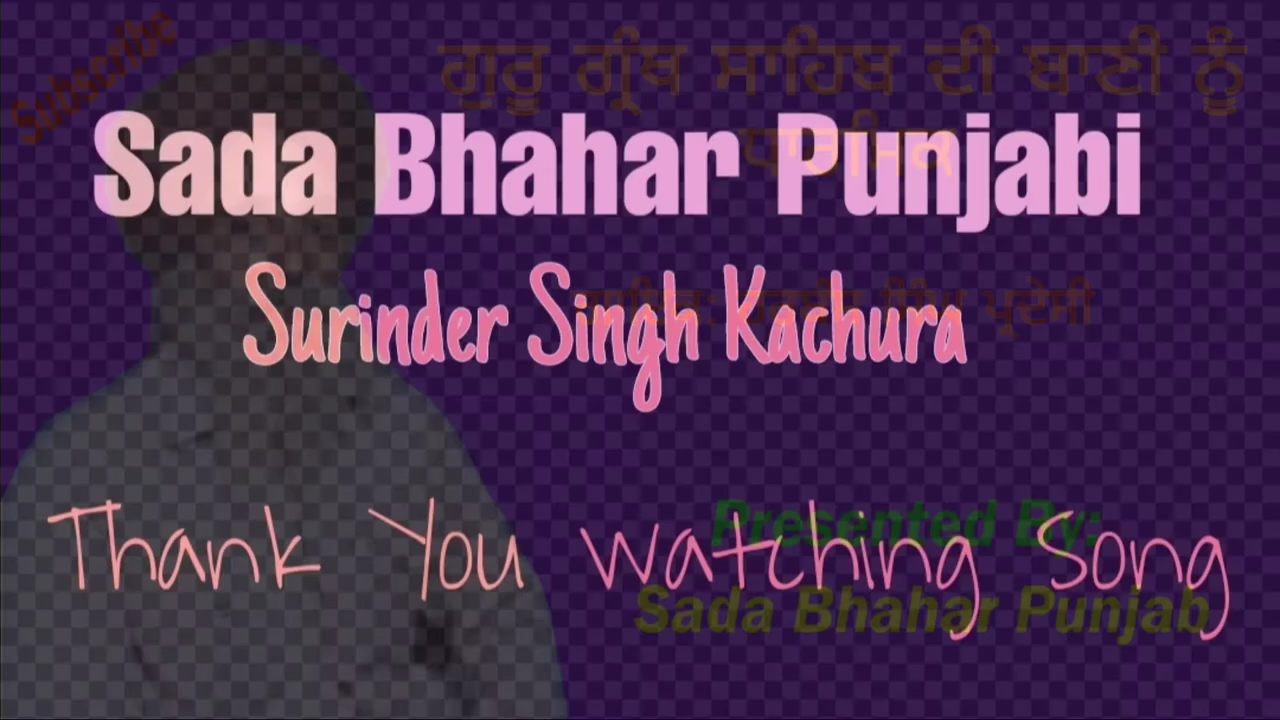 Subscribe
ਗੁਰੂ ਗ੍ਰੰਥ ਸਾਹਿਬ ਦੀ ਬਾਣੀ ਨੂੰ
Sada Bhahar Punjabi
Surinder Singh Kachura
Presented By:
Thank You watching Song
Sada Bhahar Punjab